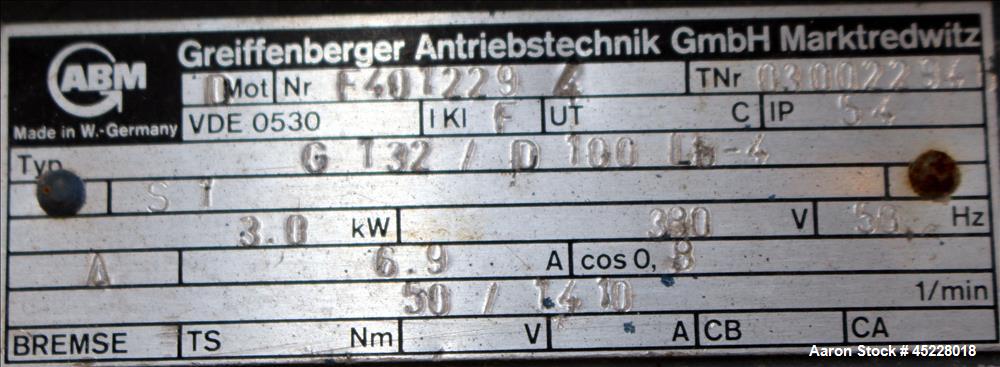 Greiffenberger Antriebstechnik GmbH Marktredwitz
ABM
Made in W.-Germany
D Mot Nr F401229 4 TNr 03002294
VDE 0530 I Kl F UT C IP 54
Typ G 132 / D 100 Lb-4
S 1
3.0 kW 380 V 50. Hz
Δ 6.9 A cos 0, 8
50 / 1410 1/min
BREMSE TS Nm V A CB CA
Aaron Stock # 45228018